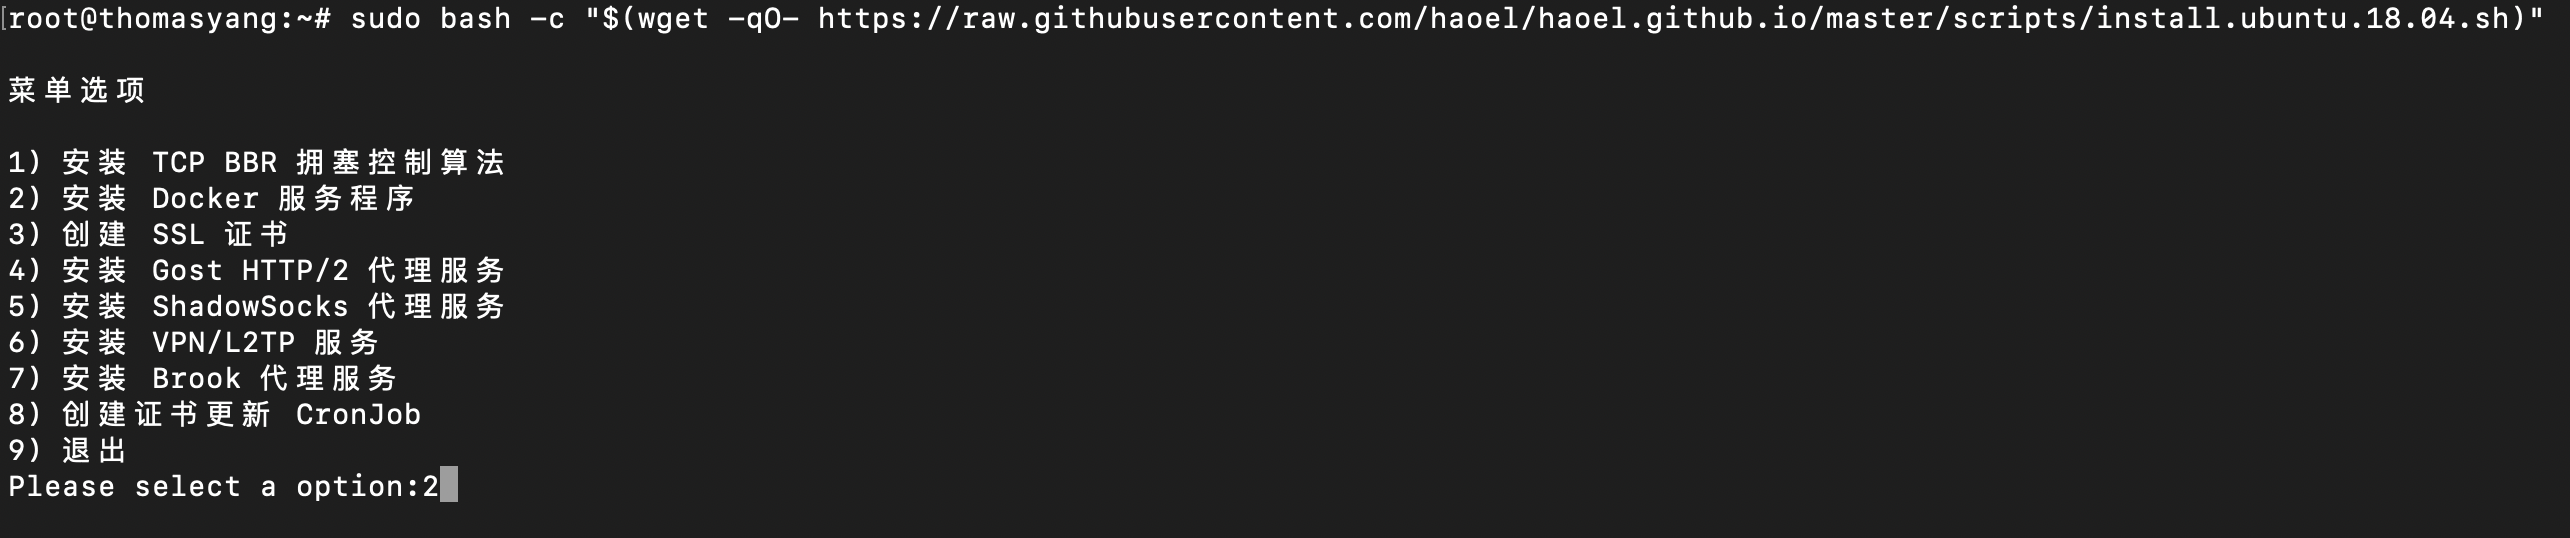 root@thomasyang:~# sudo bash -c "$(wget -qO- https://raw.githubusercontent.com/haoel/haoel.github.io/master/scripts/install.ubuntu.18.04.sh)"
菜单选项
1) 安装 TCP BBR 拥塞控制算法
2) 安装 Docker 服务程序
3) 创建 SSL 证书
4) 安装 Gost HTTP/2 代理服务
5) 安装 ShadowSocks 代理服务
6) 安装 VPN/L2TP 服务
7) 安装 Brook 代理服务
8) 创建证书更新 CronJob
9) 退出
Please select a option:2